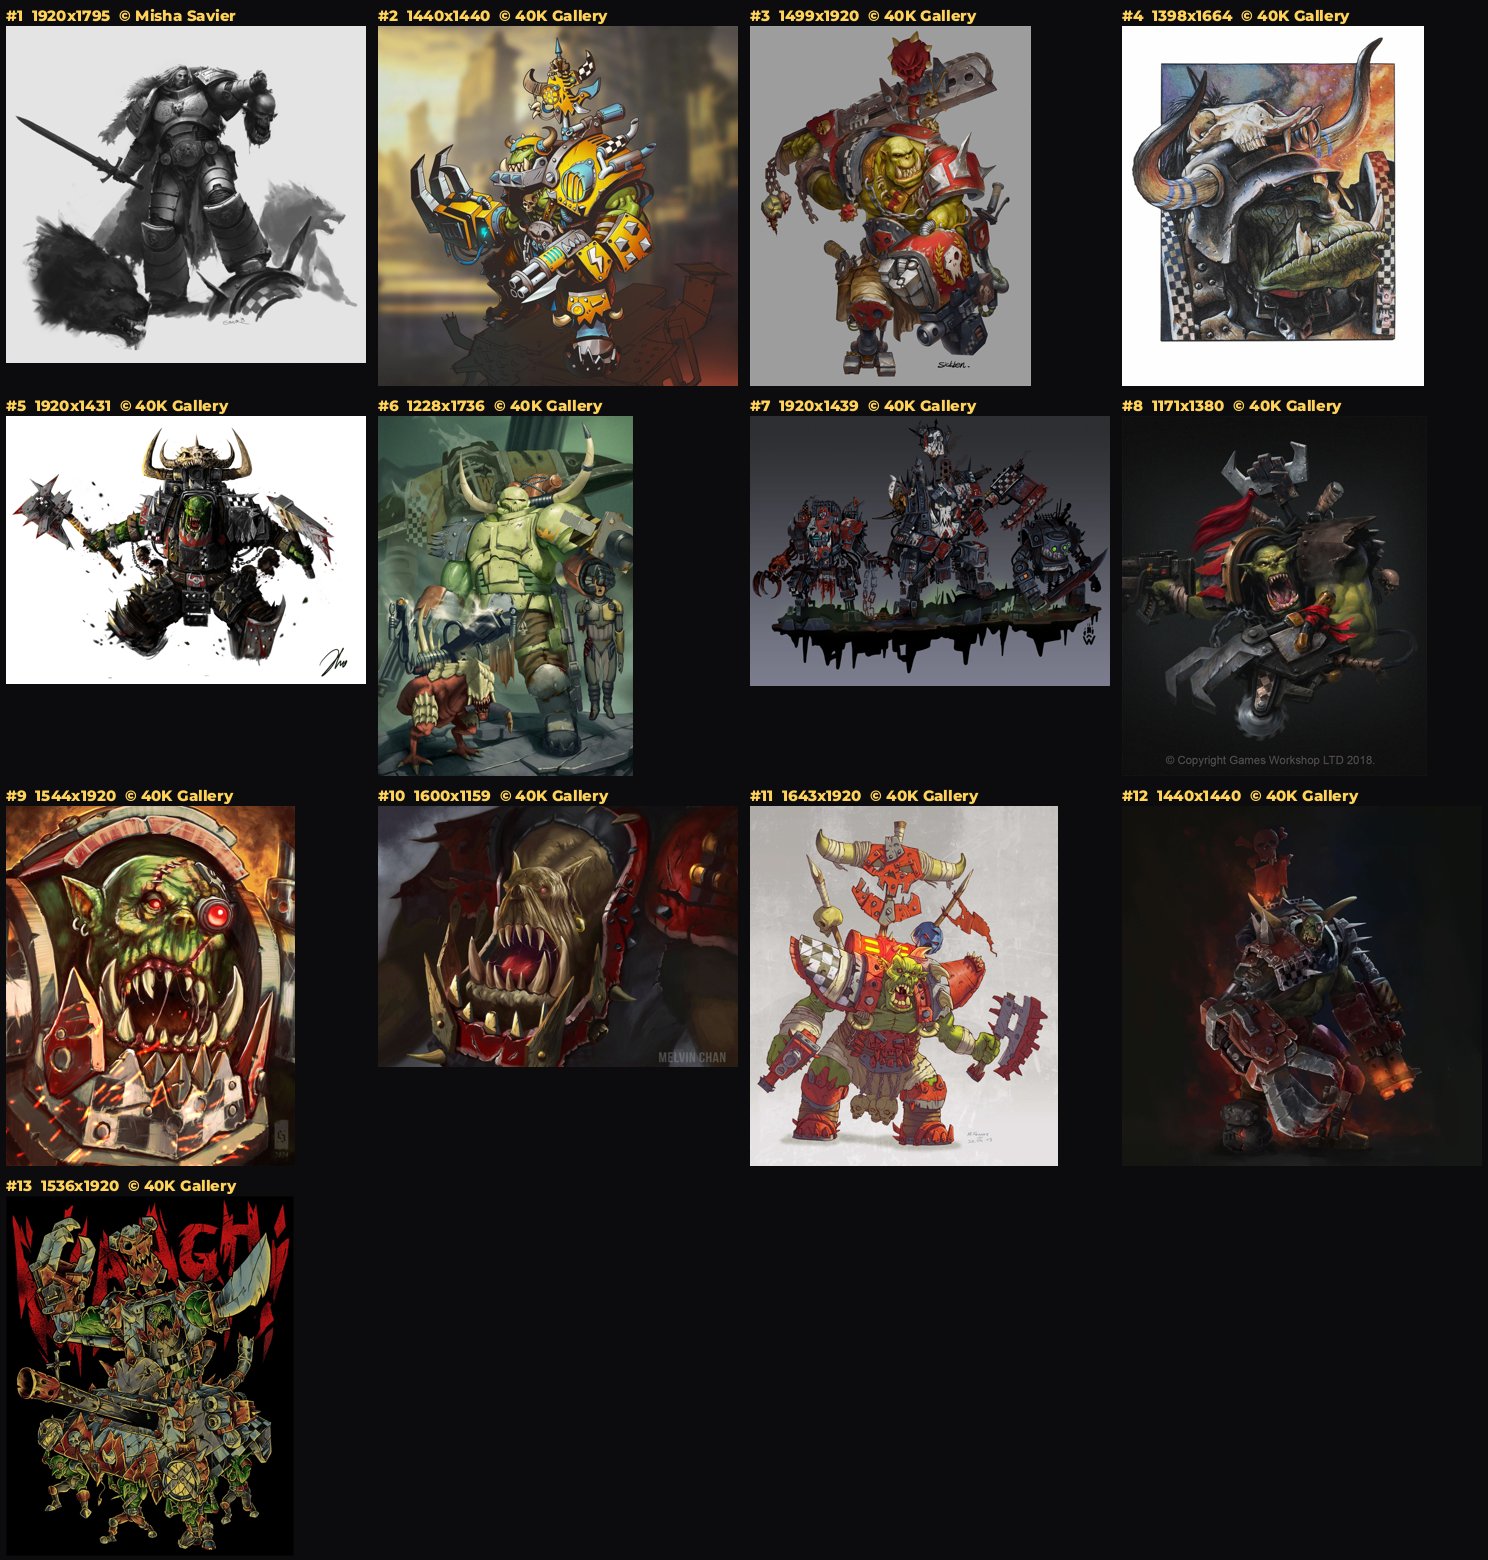 #1 1920x1795 © Misha Savier
#2 1440x1440 © 40K Gallery
#3 1499x1920 © 40K Gallery
#4 1398x1664 © 40K Gallery
#5 1920x1431 © 40K Gallery
#6 1228x1736 © 40K Gallery
#7 1920x1439 © 40K Gallery
#8 1171x1380 © 40K Gallery
© Copyright Games Workshop LTD 2018.
#9 1544x1920 © 40K Gallery
#10 1600x1159 © 40K Gallery
#11 1643x1920 © 40K Gallery
#12 1440x1440 © 40K Gallery
MELVIN CHAN
#13 1536x1920 © 40K Gallery